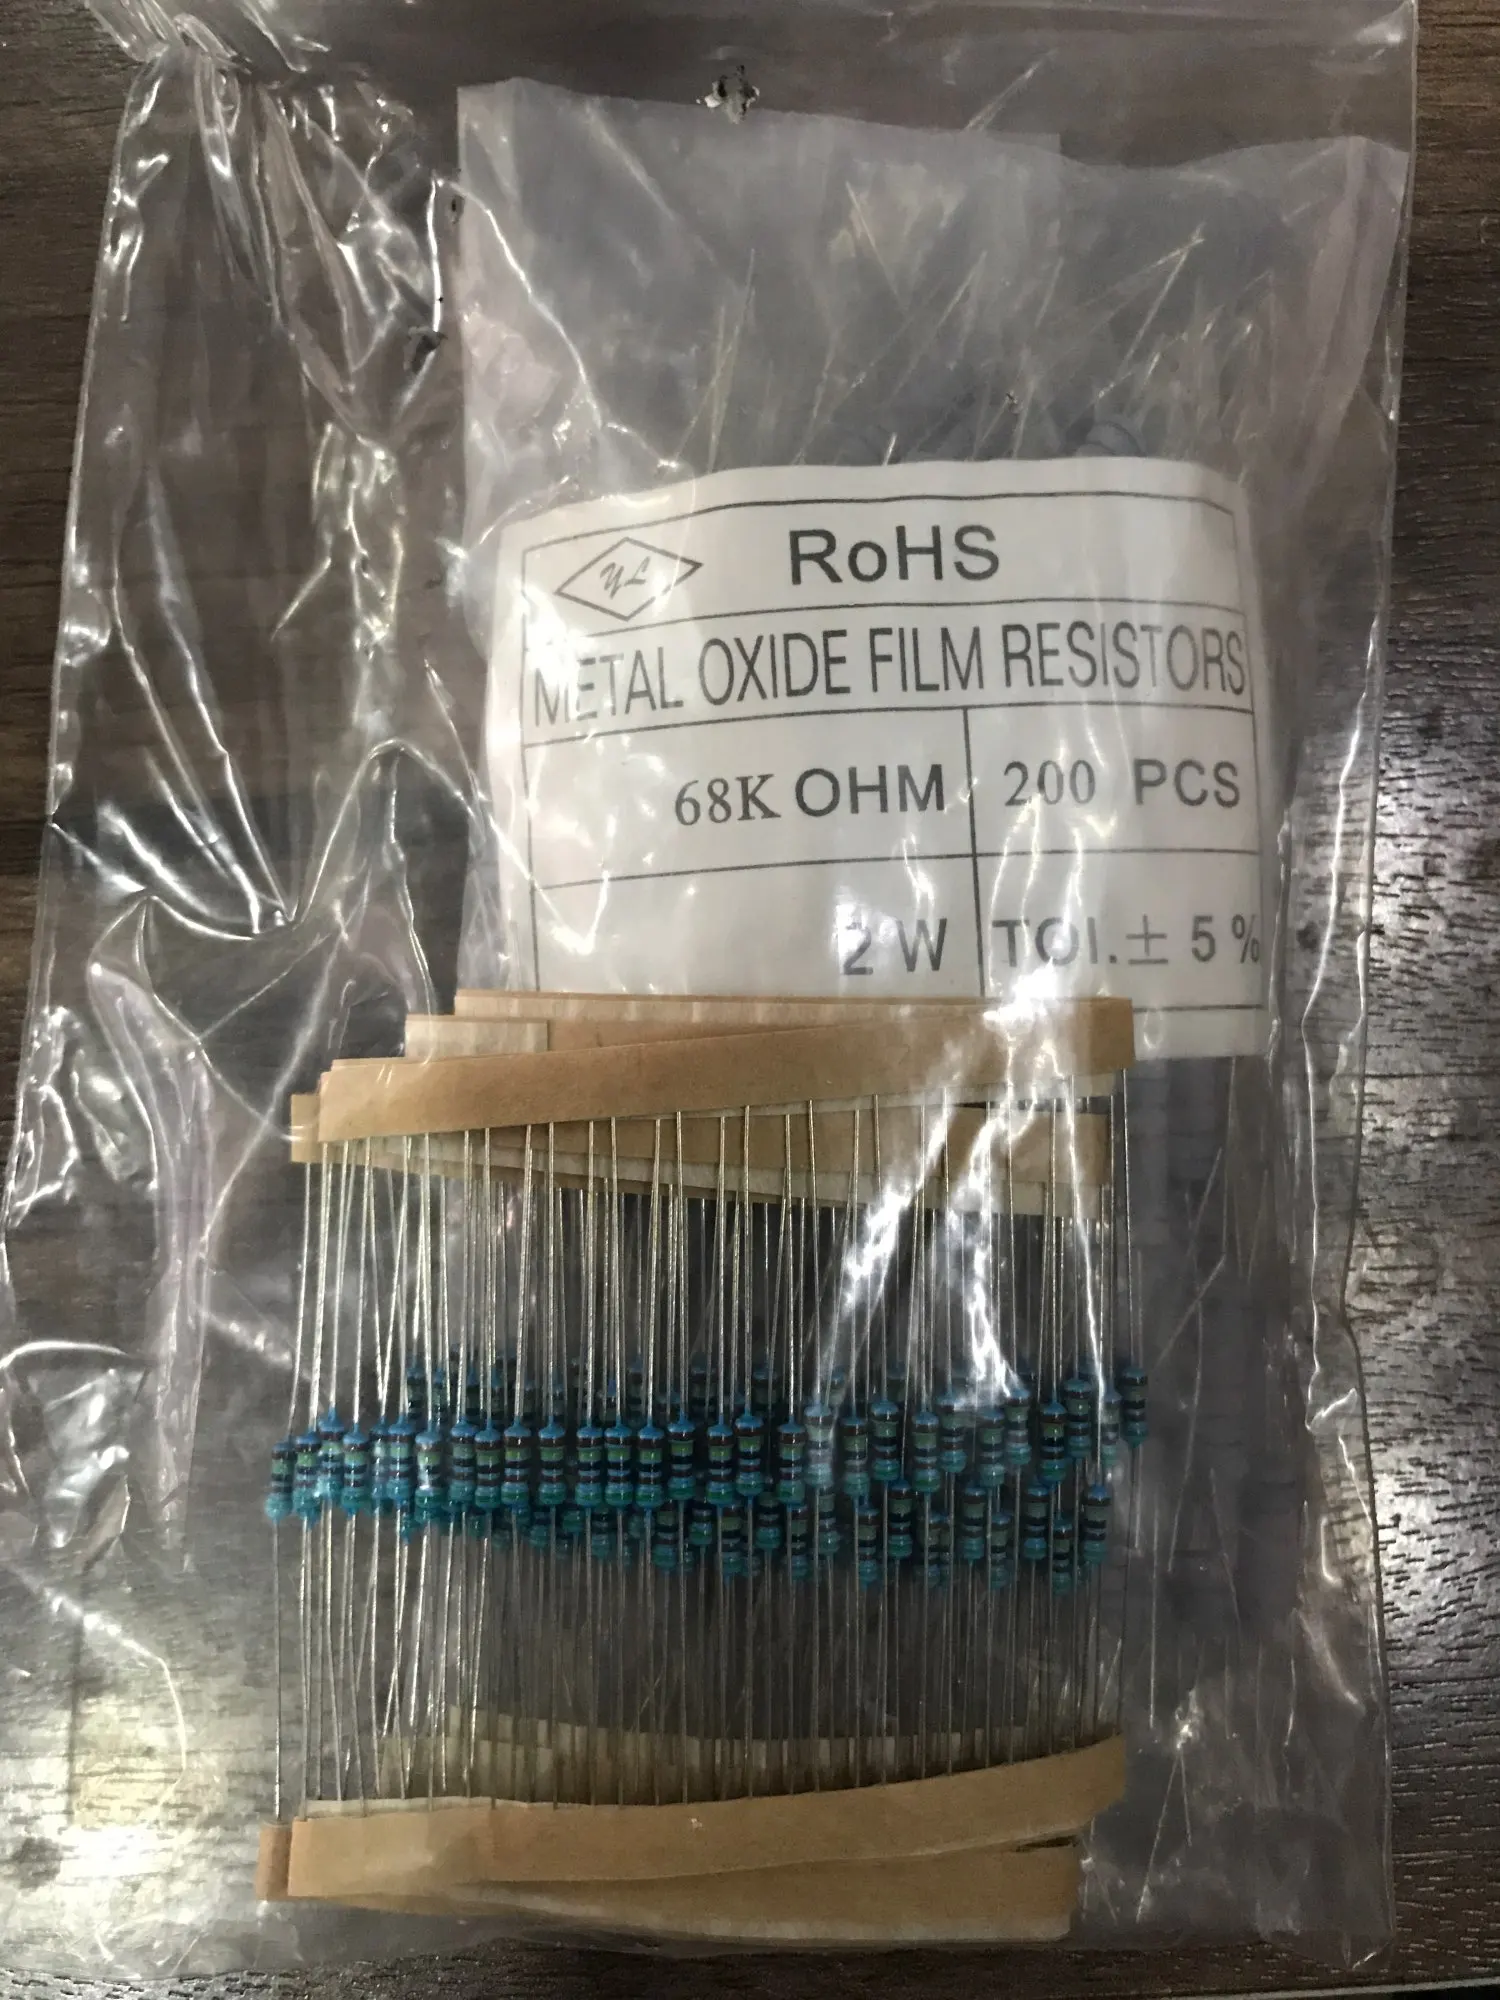 YL
RoHS
METAL OXIDE FILM RESISTORS
68K OHM
200 PCS
2 W
TOl. ± 5 %